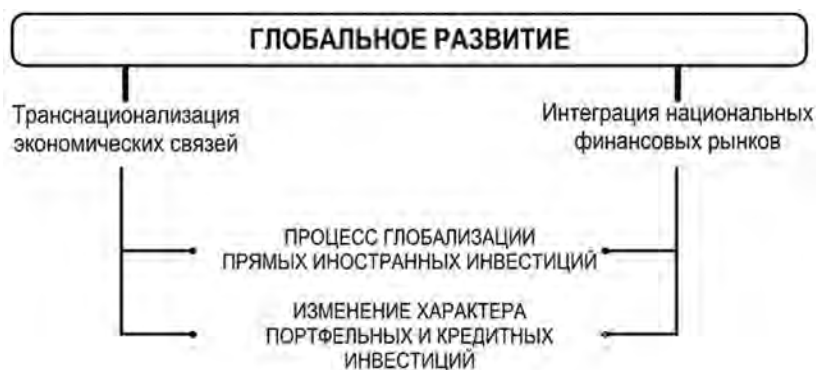 ГЛОБАЛЬНОЕ РАЗВИТИЕ
Транснационализация
экономических связей
Интеграция национальных
финансовых рынков
ПРОЦЕСС ГЛОБАЛИЗАЦИИ
ПРЯМЫХ ИНОСТРАННЫХ ИНВЕСТИЦИЙ
ИЗМЕНЕНИЕ ХАРАКТЕРА
ПОРТФЕЛЬНЫХ И КРЕДИТНЫХ
ИНВЕСТИЦИЙ